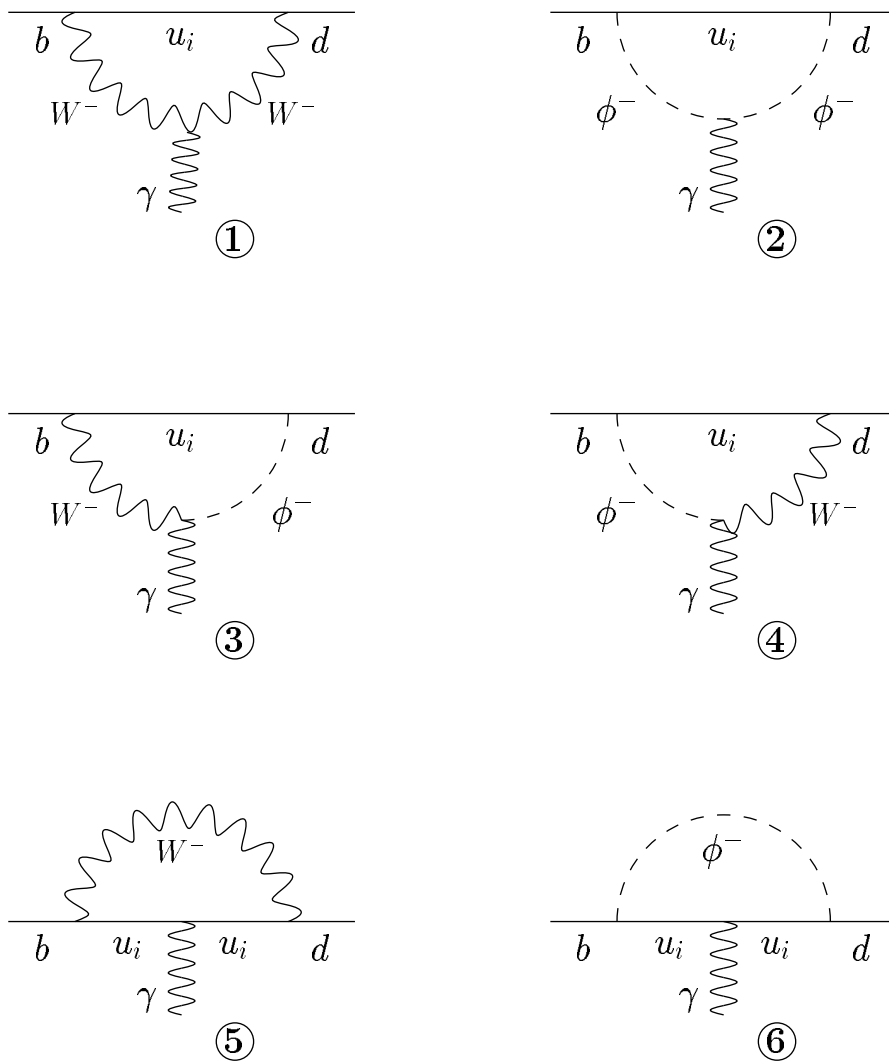 b u_i d b u_i d
W⁻ W⁻ ϕ⁻ ϕ⁻
γ γ
① ②
b u_i d b u_i d
W⁻ ϕ⁻ ϕ⁻ W⁻
γ γ
③ ④
W⁻ ϕ⁻
b u_i u_i d b u_i u_i d
γ γ
⑤ ⑥